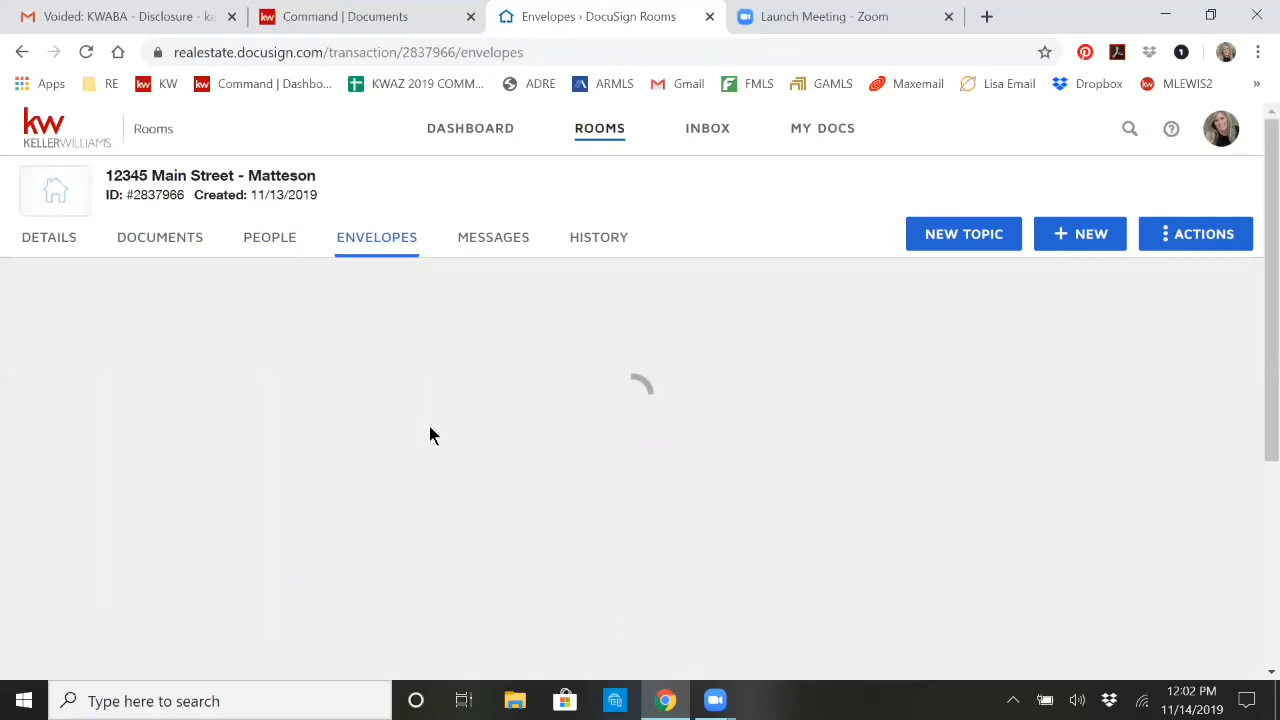 Voided: KWABA - Disclosure - ka
Command | Documents
Envelopes › DocuSign Rooms
Launch Meeting - Zoom
realestate.docusign.com/transaction/2837966/envelopes
Apps
RE
KW
Command | Dashbo...
KWAZ 2019 COMM...
ADRE
ARMLS
Gmail
FMLS
GAMLS
Maxemail
Lisa Email
Dropbox
MLEWIS2
»
kw
KELLERWILLIAMS.
Rooms
DASHBOARD
ROOMS
INBOX
MY DOCS
12345 Main Street - Matteson
ID: #2837966 Created: 11/13/2019
DETAILS
DOCUMENTS
PEOPLE
ENVELOPES
MESSAGES
HISTORY
NEW TOPIC
+ NEW
ACTIONS
Type here to search
12:02 PM
11/14/2019